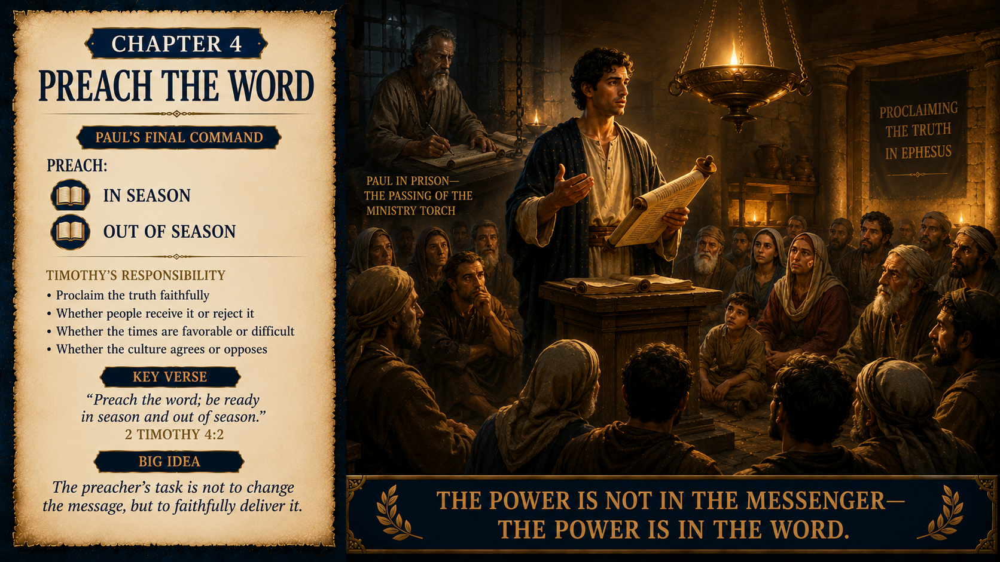 CHAPTER 4
PREACH THE WORD
PAUL'S FINAL COMMAND
PREACH:
IN SEASON
OUT OF SEASON
TIMOTHY'S RESPONSIBILITY
• Proclaim the truth faithfully
• Whether people receive it or reject it
• Whether the times are favorable or difficult
• Whether the culture agrees or opposes
KEY VERSE
“Preach the word; be ready
in season and out of season.”
2 TIMOTHY 4:2
BIG IDEA
The preacher's task is not to change
the message, but to faithfully deliver it.
PAUL IN PRISON—
THE PASSING OF THE
MINISTRY TORCH
PROCLAIMING
THE TRUTH
IN EPHESUS
THE POWER IS NOT IN THE MESSENGER—
THE POWER IS IN THE WORD.